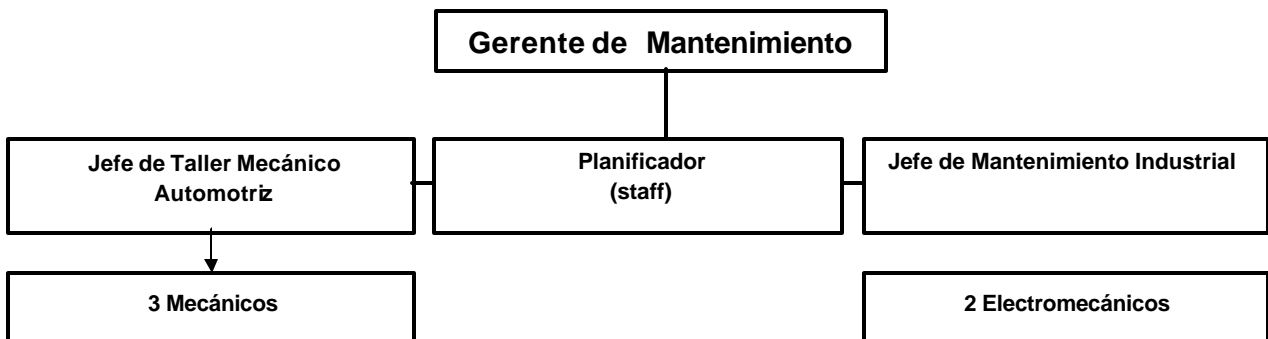 Gerente de Mantenimiento
Jefe de Taller Mecánico
Automotriz
Planificador
(staff)
Jefe de Mantenimiento Industrial
3 Mecánicos
2 Electromecánicos